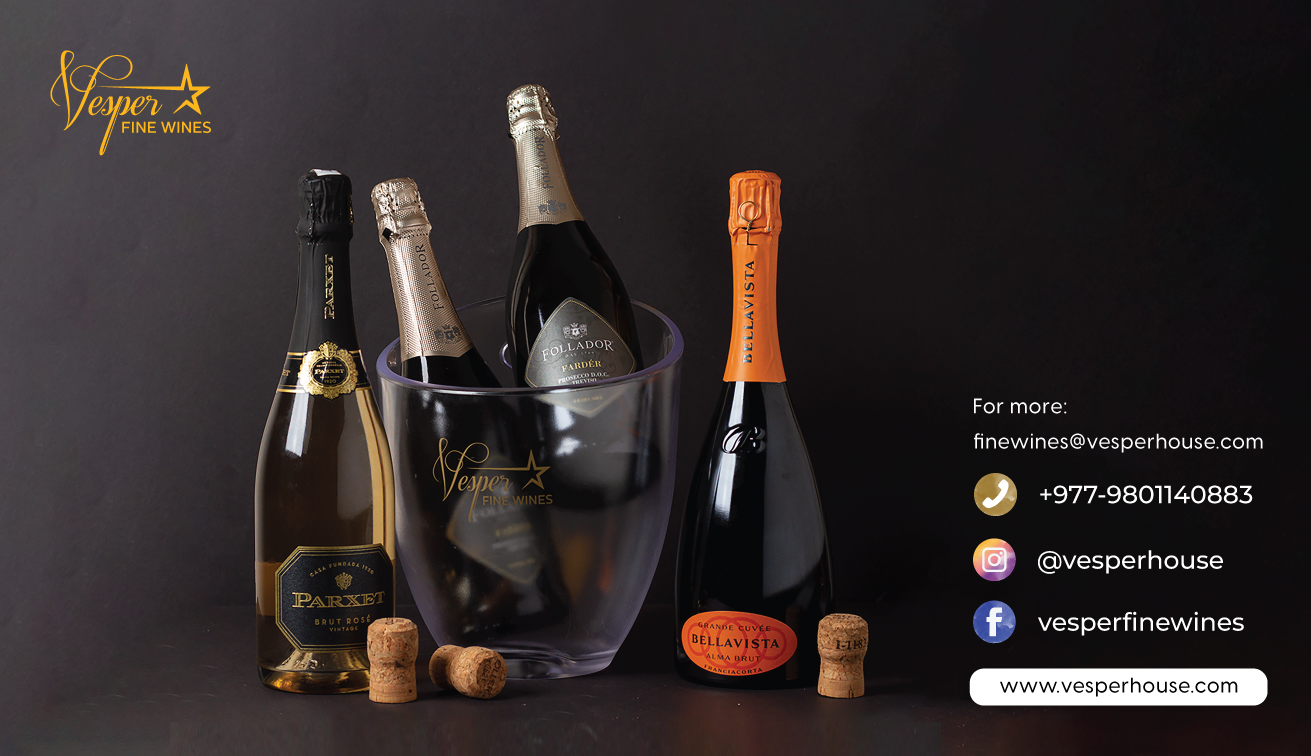 Vesper
FINE WINES
PARXET
PARXET
1920
CASA FUNDADA 1920
PARXET
BRUT ROSÉ
VINTAGE
FOLLADOR
FOLLADOR
FOLLADOR
FARDÉR
PROSECCO D.O.C.
TREVISO
Vesper
FINE WINES
BELLAVISTA
B
GRANDE CUVÉE
BELLAVISTA
ALMA BRUT
FRANCIACORTA
For more:
finewines@vesperhouse.com
+977-9801140883
@vesperhouse
f
vesperfinewines
www.vesperhouse.com